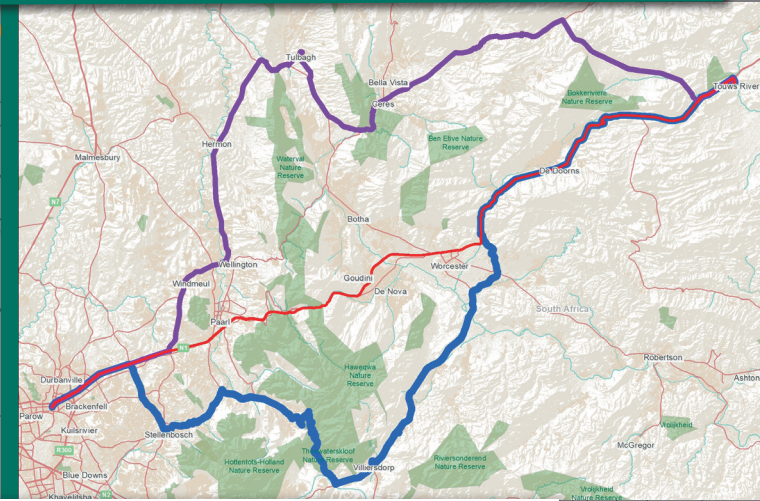 Tulbagh
Bella Vista
Touws River
Ceres
Bokkeriviere
Nature Reserve
Hermon
Ben Etive Nature
Reserve
Malmesbury
Waterval
Nature
Reserve
De Doorns
N7
Botha
Wellington
Worcester
Windmeul
Goudini
De Nova
South Africa
Paarl
N1
Robertson
Haweqwa
Nature
Reserve
Durbanville
Ashton
Brackenfell
Parow
Kuilsrivier
Stellenbosch
Vrolijkheid
McGregor
R300
Theewaterskloof
Nature Reserve
Riviersonderend
Nature Reserve
Hottentots-Holland
Nature Reserve
Villiersdorp
Blue Downs
Vrolijkheid
Nature Reserve
N2
Khayelitsha